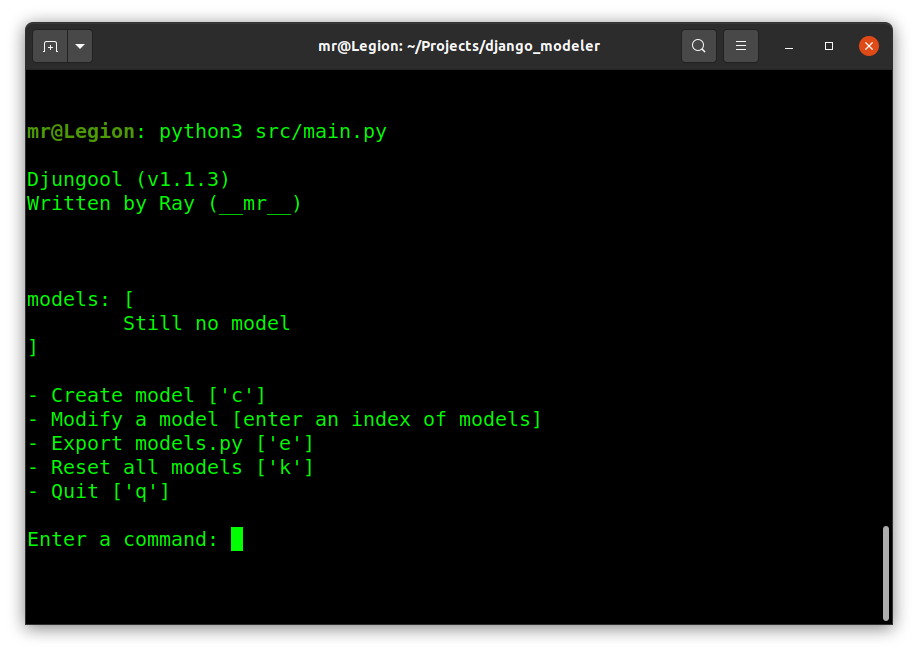 mr@Legion: ~/Projects/django_modeler
mr@Legion: python3 src/main.py
Djungool (v1.1.3)
Written by Ray (__mr__)
models: [
Still no model
]
- Create model ['c']
- Modify a model [enter an index of models]
- Export models.py ['e']
- Reset all models ['k']
- Quit ['q']
Enter a command: